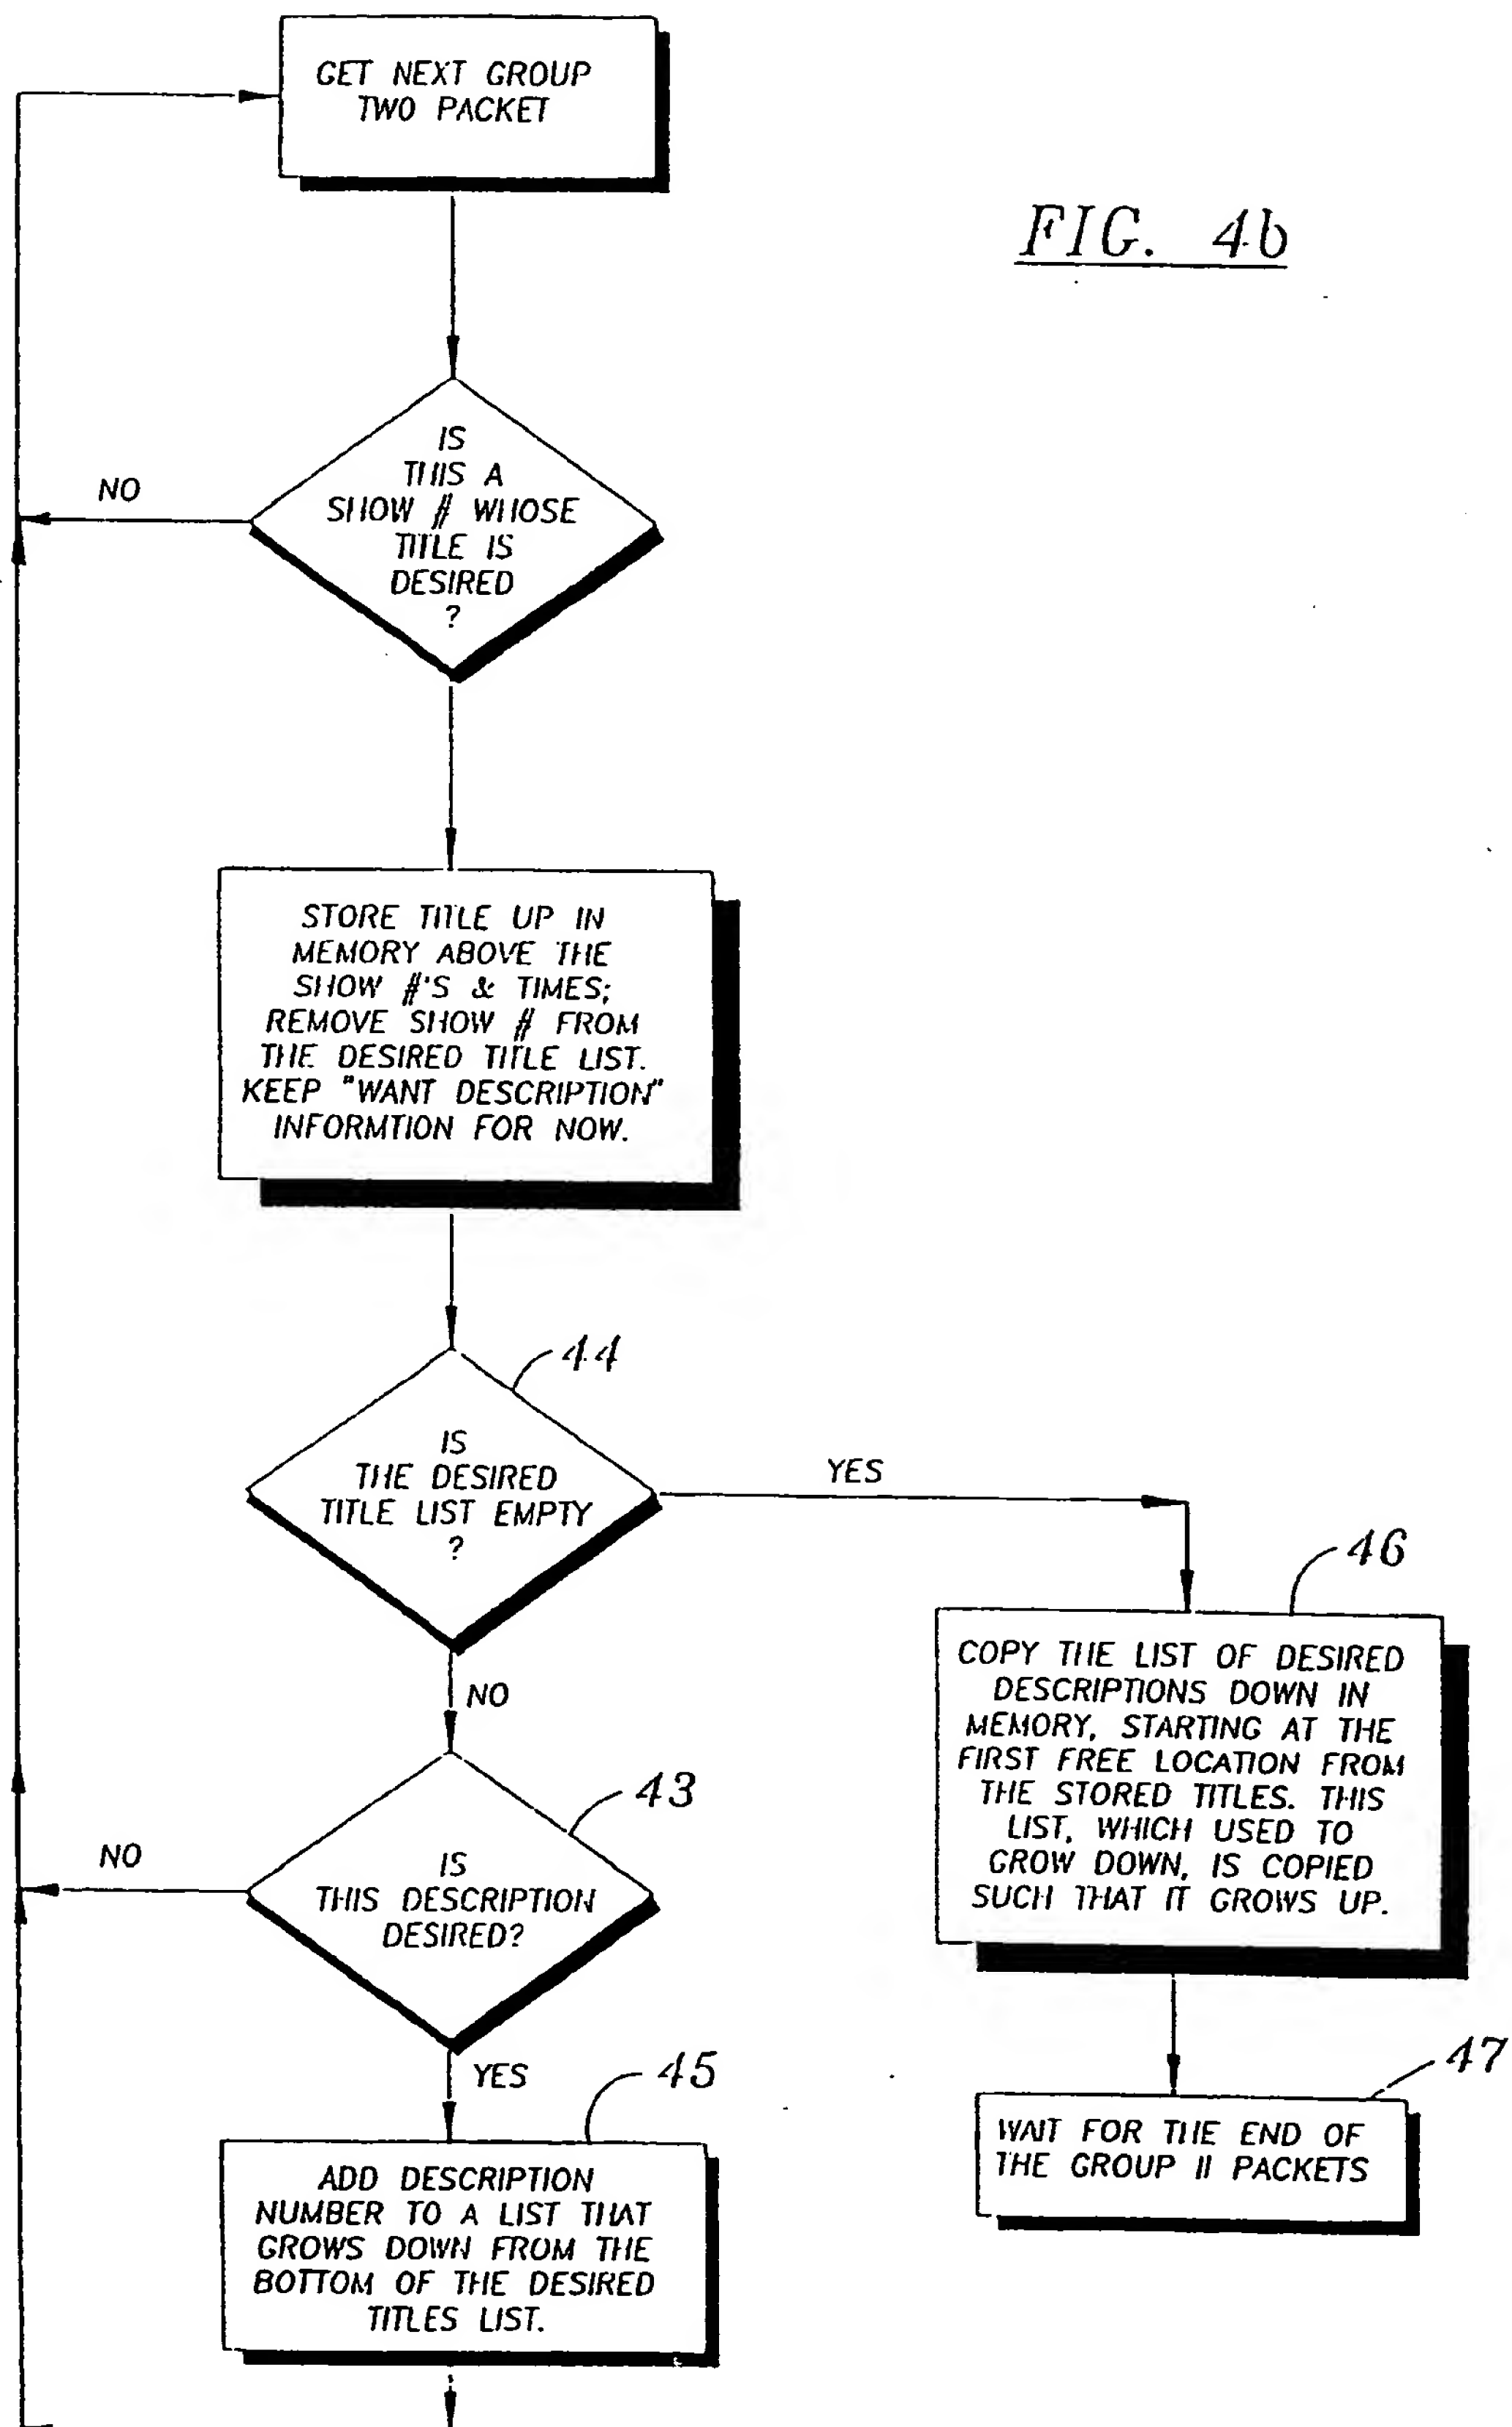 GET NEXT GROUP
TWO PACKET
FIG. 4b
IS
THIS A
SHOW # WHOSE
TITLE IS
DESIRED
?
NO
STORE TITLE UP IN
MEMORY ABOVE THE
SHOW #'S & TIMES;
REMOVE SHOW # FROM
THE DESIRED TITLE LIST.
KEEP "WANT DESCRIPTION"
INFORMTION FOR NOW.
44
IS
THE DESIRED
TITLE LIST EMPTY
?
YES
NO
46
COPY THE LIST OF DESIRED
DESCRIPTIONS DOWN IN
MEMORY, STARTING AT THE
FIRST FREE LOCATION FROM
THE STORED TITLES. THIS
LIST, WHICH USED TO
GROW DOWN, IS COPIED
SUCH THAT IT GROWS UP.
43
IS
THIS DESCRIPTION
DESIRED?
NO
YES
45
ADD DESCRIPTION
NUMBER TO A LIST THAT
GROWS DOWN FROM THE
BOTTOM OF THE DESIRED
TITLES LIST.
47
WAIT FOR THE END OF
THE GROUP II PACKETS